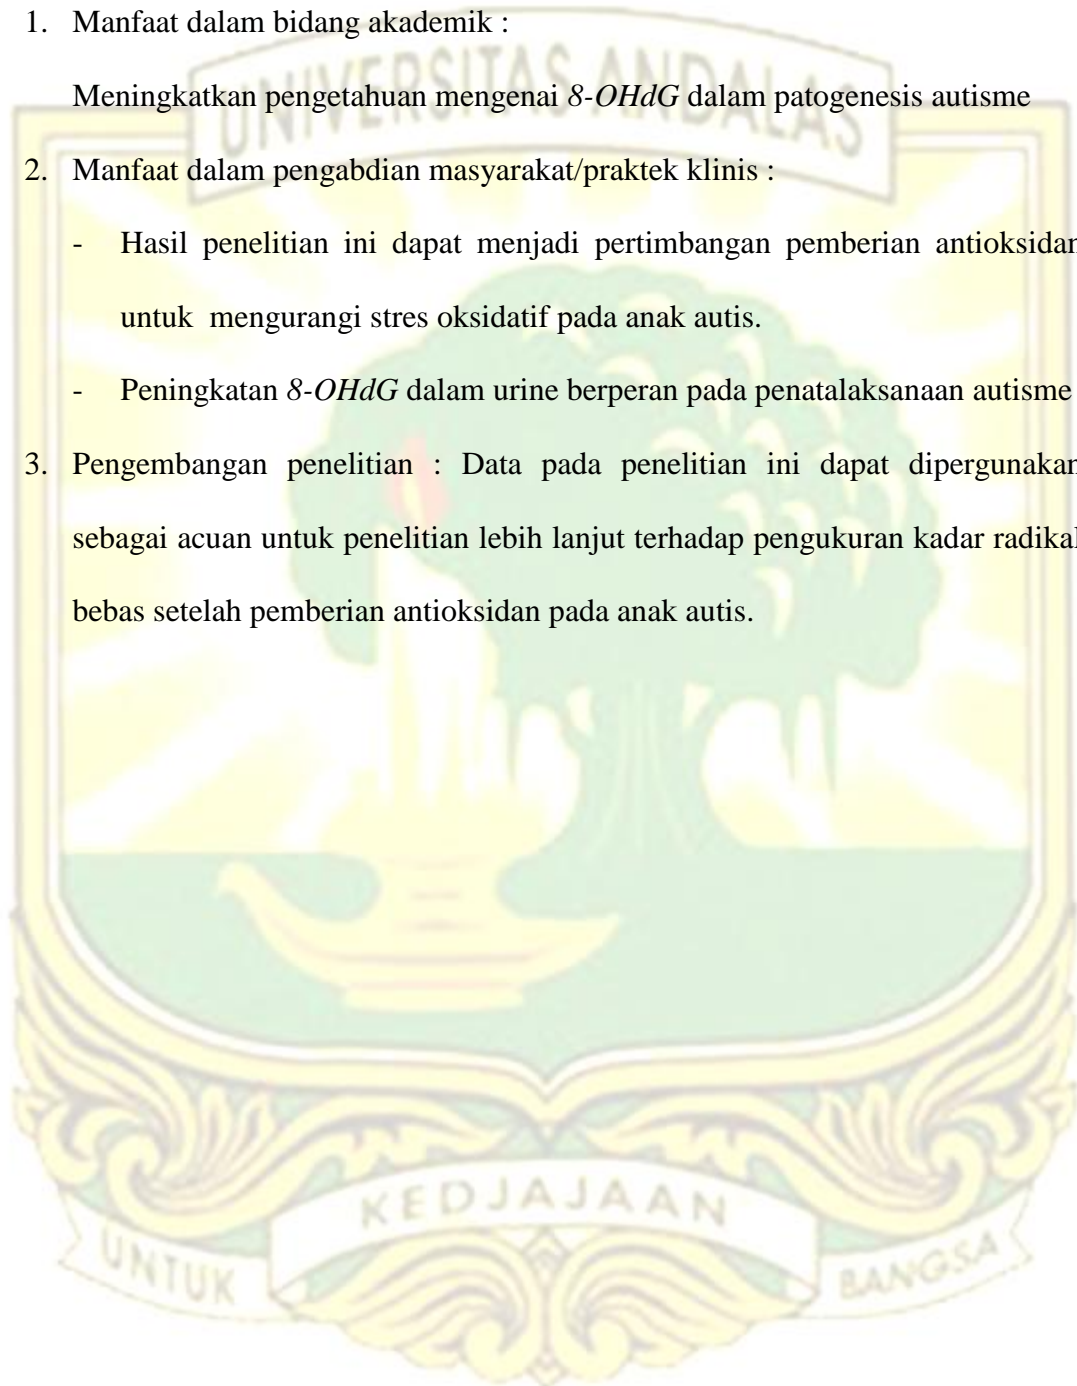 1. Manfaat dalam bidang akademik :
UNIVERSITAS ANDALAS
Meningkatkan pengetahuan mengenai 8-OHdG dalam patogenesis autisme
2. Manfaat dalam pengabdian masyarakat/praktek klinis :
- Hasil penelitian ini dapat menjadi pertimbangan pemberian antioksidan
untuk mengurangi stres oksidatif pada anak autis.
- Peningkatan 8-OHdG dalam urine berperan pada penatalaksanaan autisme
3. Pengembangan penelitian : Data pada penelitian ini dapat dipergunakan
sebagai acuan untuk penelitian lebih lanjut terhadap pengukuran kadar radikal
bebas setelah pemberian antioksidan pada anak autis.
UNTUK KEDJAJAAN BANGSA